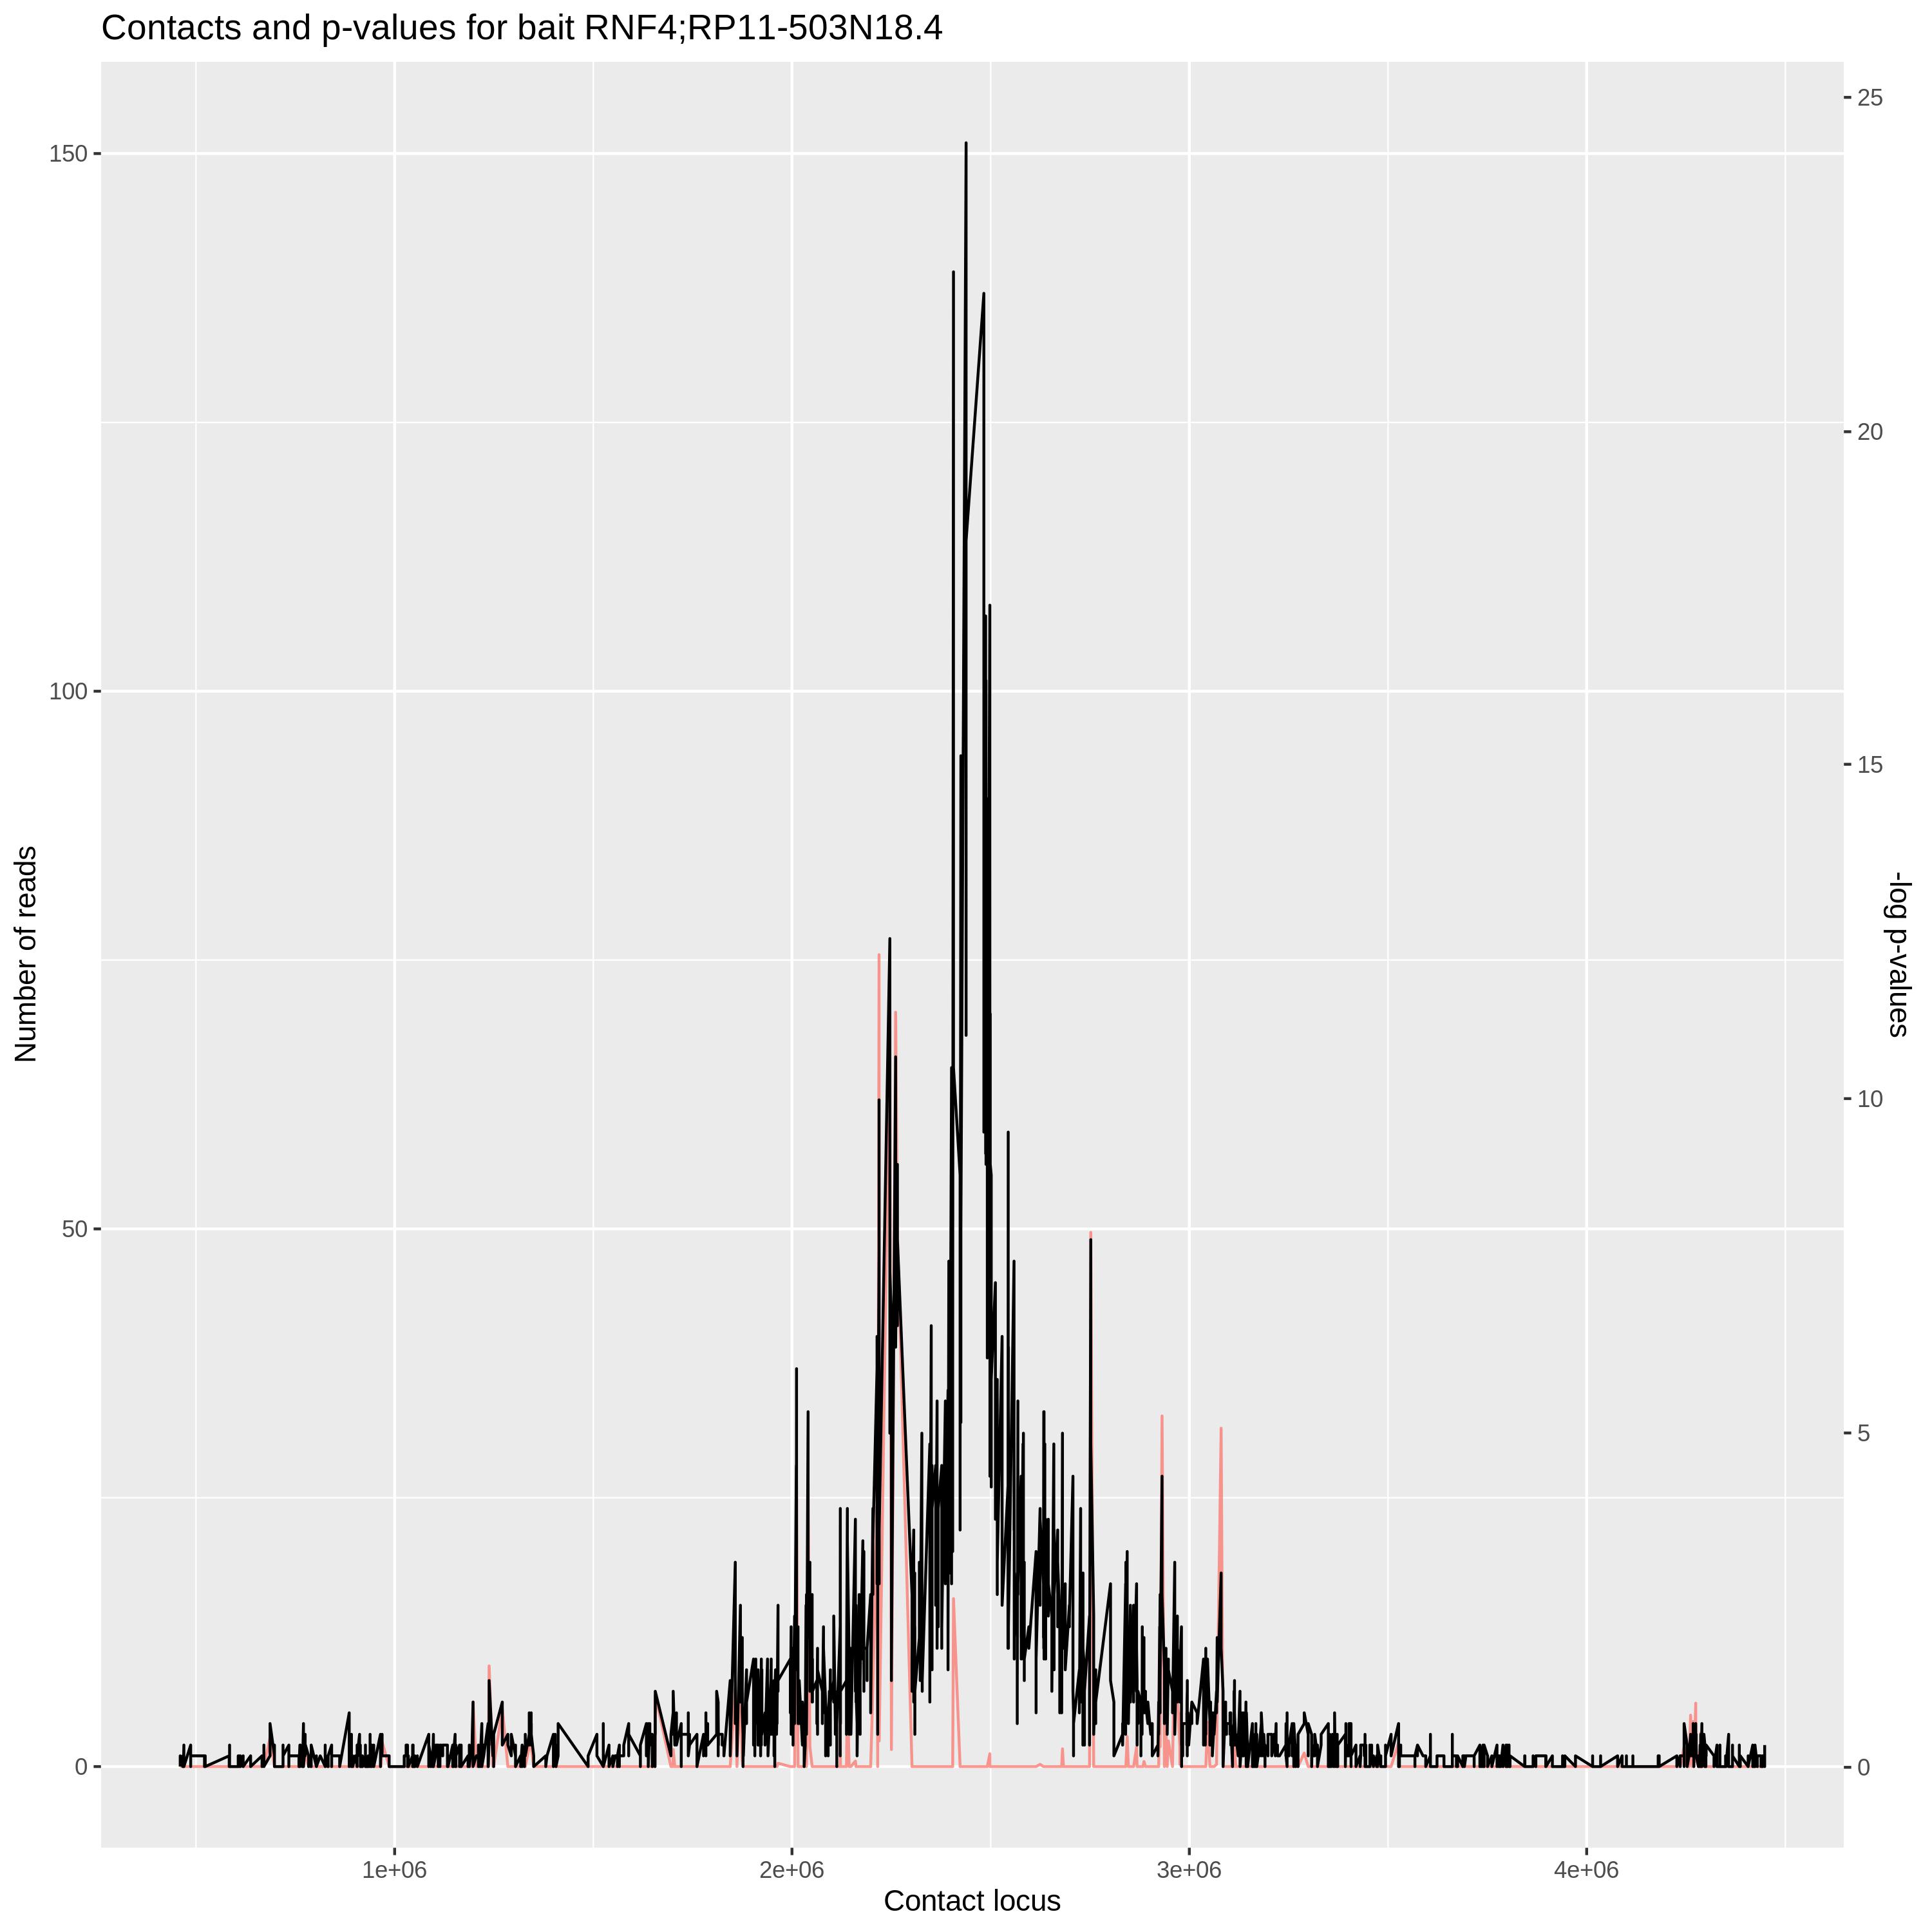 Contacts and p-values for bait RNF4;RP11-503N18.4
150
100
50
0
Number of reads
25
20
15
10
5
0
-log p-values
1e+06
2e+06
3e+06
4e+06
Contact locus